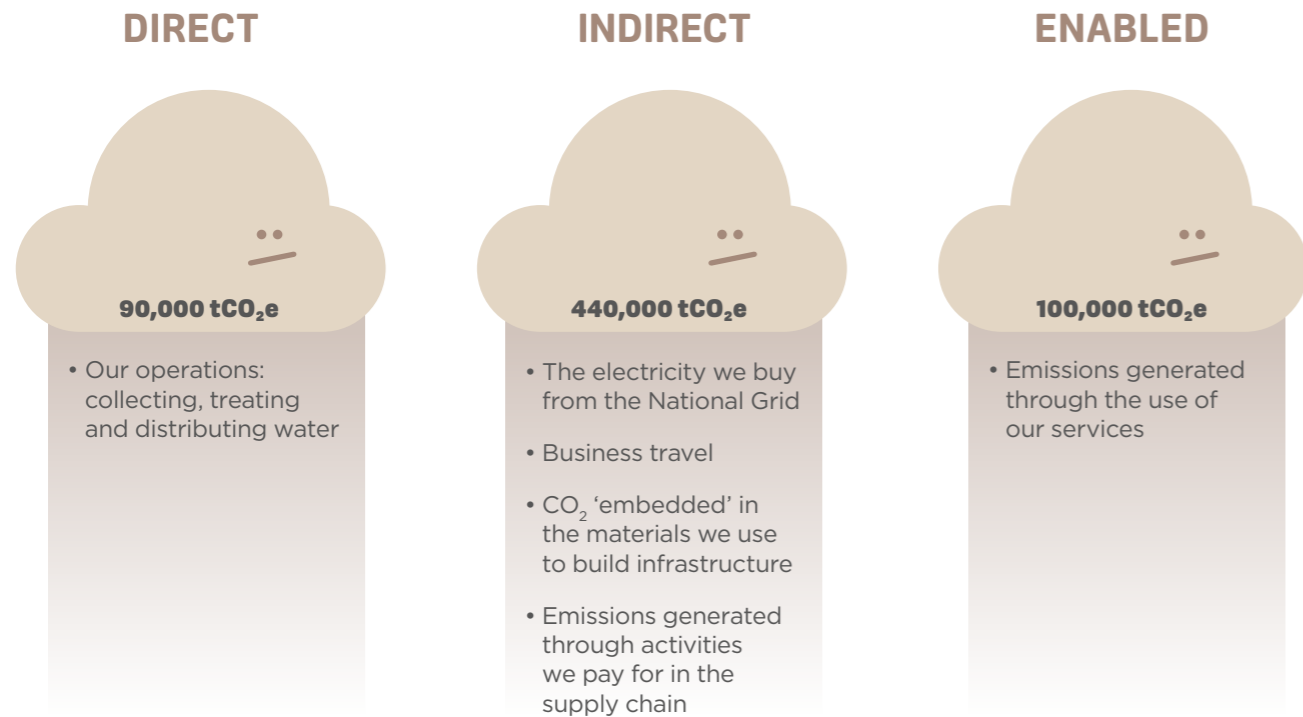 DIRECT
90,000 tCO₂e
• Our operations:
collecting, treating
and distributing water
INDIRECT
440,000 tCO₂e
• The electricity we buy
from the National Grid
• Business travel
• CO₂ ‘embedded’ in
the materials we use
to build infrastructure
• Emissions generated
through activities
we pay for in the
supply chain
ENABLED
100,000 tCO₂e
• Emissions generated
through the use of
our services